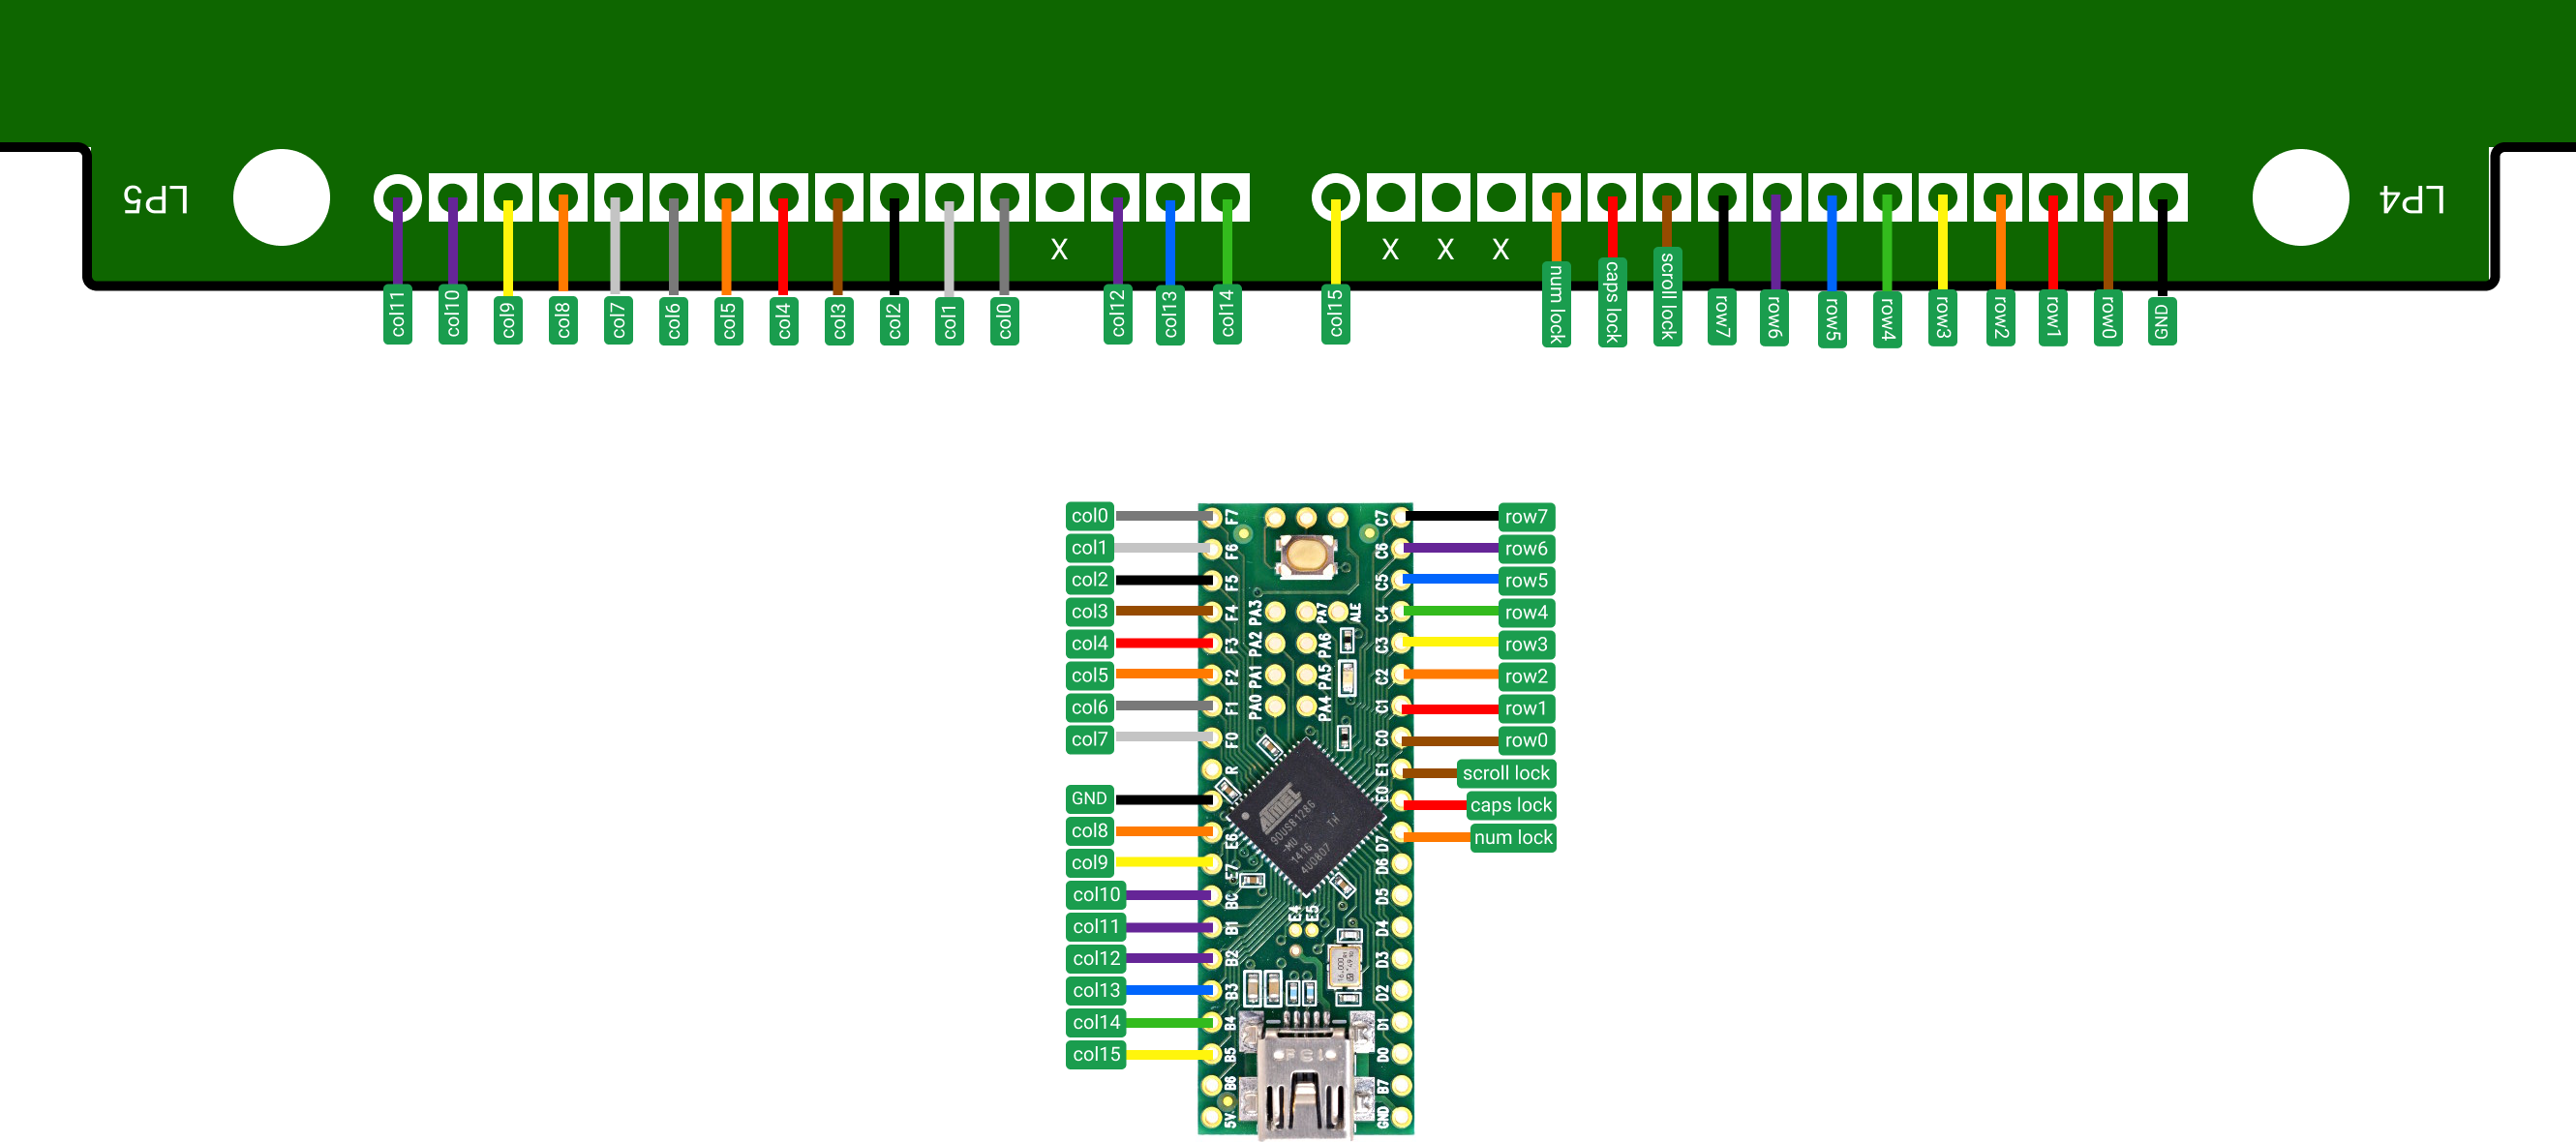 LP5
LP4
X
X
X
X
col11
col10
col9
col8
col7
col6
col5
col4
col3
col2
col1
col0
col12
col13
col14
col15
num lock
caps lock
scroll lock
row7
row6
row5
row4
row3
row2
row1
row0
GND
col0
col1
col2
col3
col4
col5
col6
col7
GND
col8
col9
col10
col11
col12
col13
col14
col15
F7
F6
F5
F4
F3
F2
F1
F0
R
E6
E7
B0
B1
B2
B3
B4
B5
B6
5V
PA3
PA2
PA1
PA0
PA7
PA6
PA5
PA4
ALE
ATMEL
90USB1286
-MU
TH
1416
4U0807
E4
E5
16.000
C7
C6
C5
C4
C3
C2
C1
C0
E1
E0
D7
D6
D5
D4
D3
D2
D1
D0
B7
GND
row7
row6
row5
row4
row3
row2
row1
row0
scroll lock
caps lock
num lock